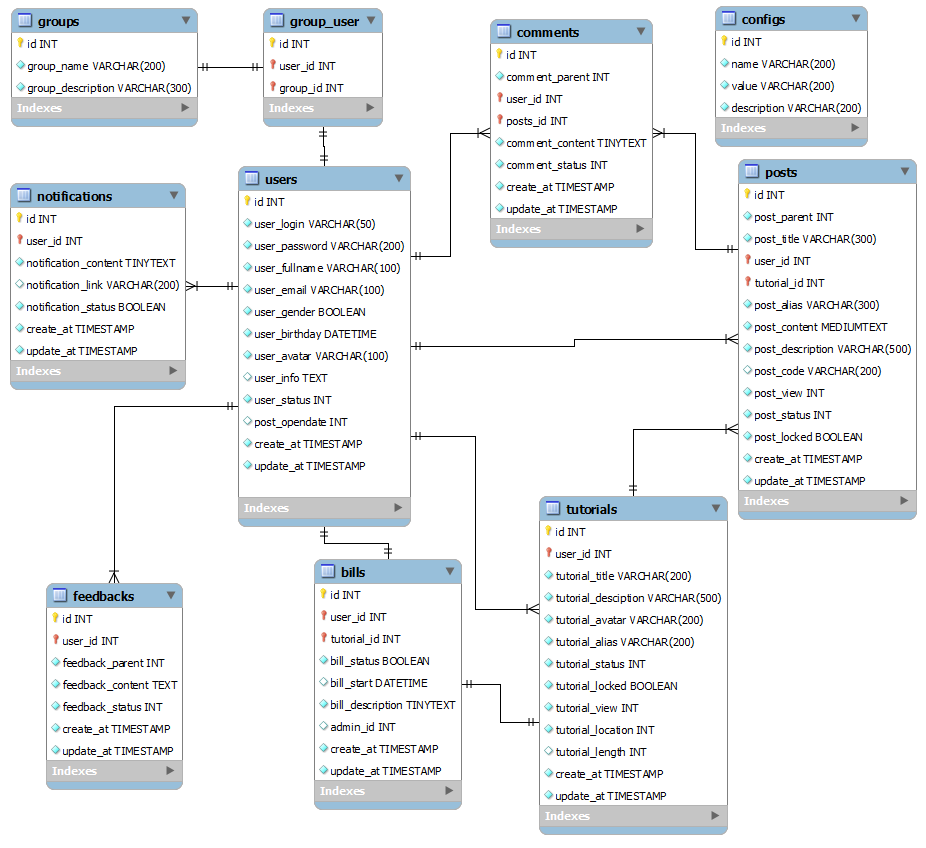 groups
id INT
group_name VARCHAR(200)
group_description VARCHAR(300)
Indexes
group_user
id INT
user_id INT
group_id INT
Indexes
comments
id INT
comment_parent INT
user_id INT
posts_id INT
comment_content TINYTEXT
comment_status INT
create_at TIMESTAMP
update_at TIMESTAMP
Indexes
configs
id INT
name VARCHAR(200)
value VARCHAR(200)
description VARCHAR(200)
Indexes
notifications
id INT
user_id INT
notification_content TINYTEXT
notification_link VARCHAR(200)
notification_status BOOLEAN
create_at TIMESTAMP
update_at TIMESTAMP
Indexes
users
id INT
user_login VARCHAR(50)
user_password VARCHAR(200)
user_fullname VARCHAR(100)
user_email VARCHAR(100)
user_gender BOOLEAN
user_birthday DATETIME
user_avatar VARCHAR(100)
user_info TEXT
user_status INT
post_opendate INT
create_at TIMESTAMP
update_at TIMESTAMP
Indexes
posts
id INT
post_parent INT
post_title VARCHAR(300)
user_id INT
tutorial_id INT
post_alias VARCHAR(300)
post_content MEDIUMTEXT
post_description VARCHAR(500)
post_code VARCHAR(200)
post_view INT
post_status INT
post_locked BOOLEAN
create_at TIMESTAMP
update_at TIMESTAMP
Indexes
feedbacks
id INT
user_id INT
feedback_parent INT
feedback_content TEXT
feedback_status INT
create_at TIMESTAMP
update_at TIMESTAMP
Indexes
bills
id INT
user_id INT
tutorial_id INT
bill_status BOOLEAN
bill_start DATETIME
bill_description TINYTEXT
admin_id INT
create_at TIMESTAMP
update_at TIMESTAMP
Indexes
tutorials
id INT
user_id INT
tutorial_title VARCHAR(200)
tutorial_desciption VARCHAR(500)
tutorial_avatar VARCHAR(200)
tutorial_alias VARCHAR(200)
tutorial_status INT
tutorial_locked BOOLEAN
tutorial_view INT
tutorial_location INT
tutorial_length INT
create_at TIMESTAMP
update_at TIMESTAMP
Indexes